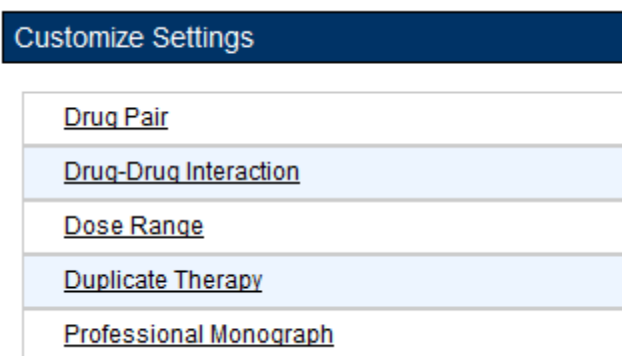 Customize Settings
Drug Pair
Drug-Drug Interaction
Dose Range
Duplicate Therapy
Professional Monograph